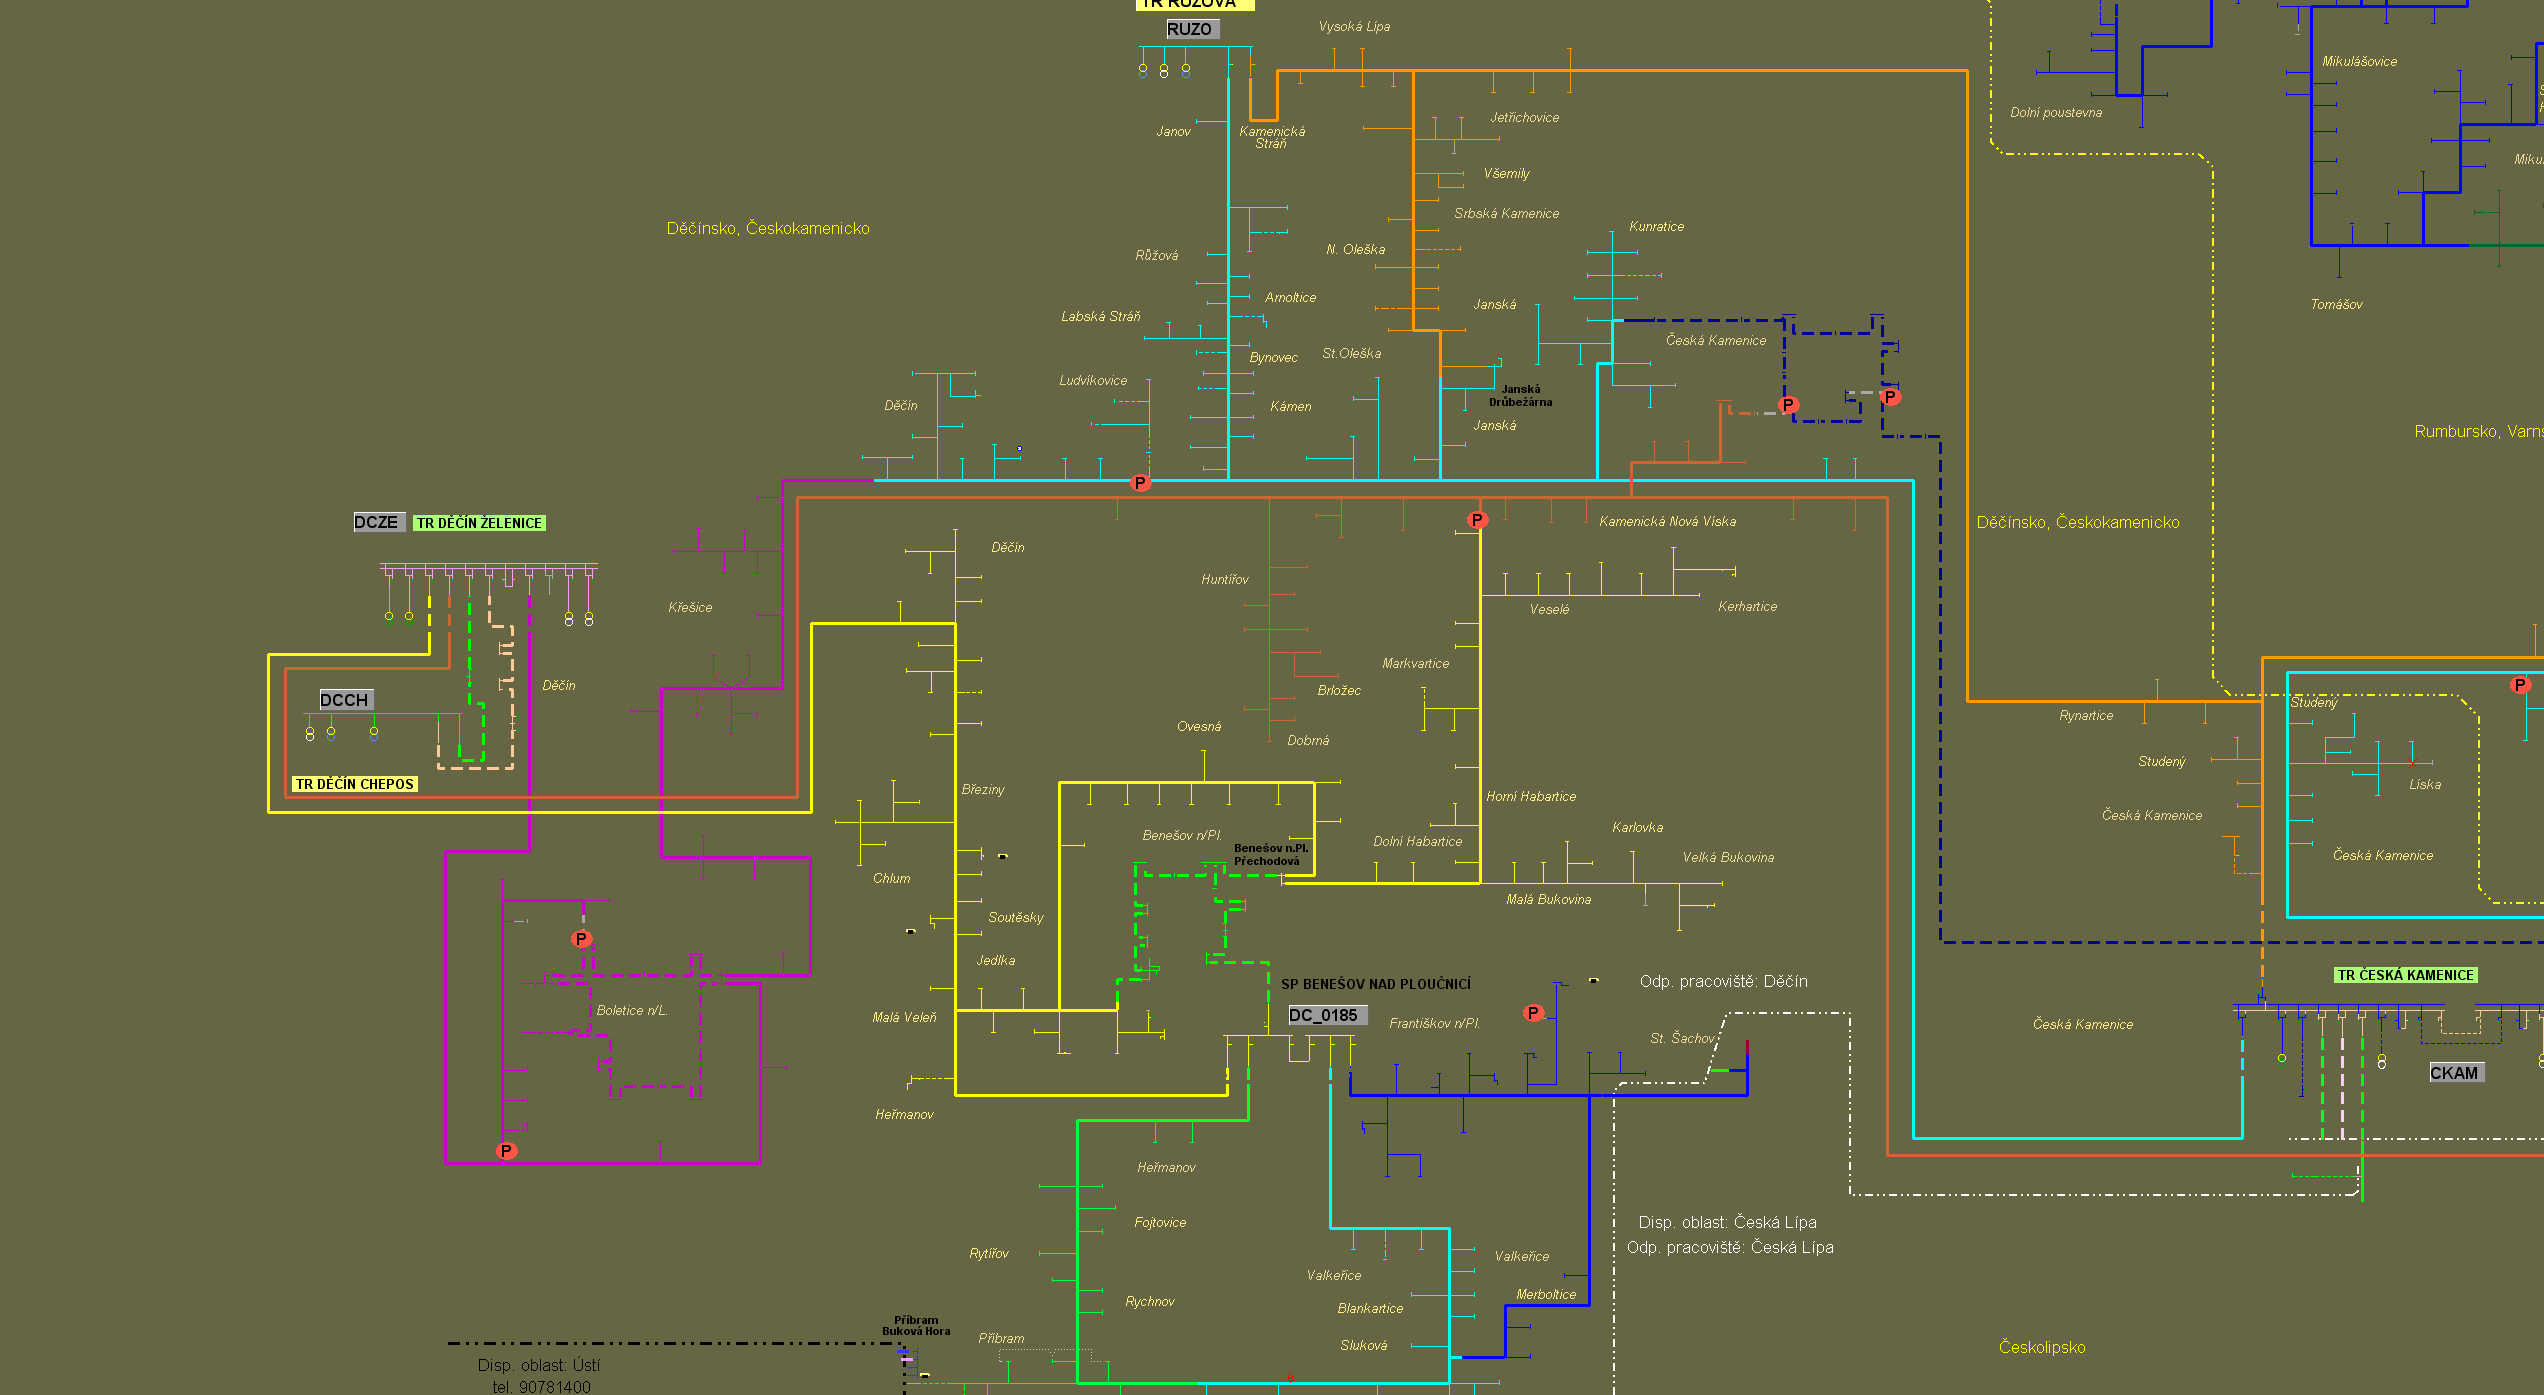 TR RŮŽOVÁ
RUZO
Vysoká Lípa
Mikulášovice
Dolní poustevna
Janov
Kamenická
Stráň
Jetřichovice
Všemily
Srbská Kamenice
Kunratice
Děčínsko, Českokamenicko
N. Oleška
Růžová
Arnoltice
Janská
Tomášov
Labská Stráň
Bynovec
St.Oleška
Česká Kamenice
Ludvíkovice
Janská
Drůbežárna
Děčín
Kámen
Janská
P
P
P
Rumbursko,
DCZE
TR DĚČÍN ŽELENICE
P
Kamenická Nová Víska
Děčínsko, Českokamenicko
Děčín
Huntířov
Křešice
Veselé
Kerhartice
Markvartice
Děčín
Brložec
P
DCCH
Studený
Rynartice
Ovesná
Dobrná
Studený
TR DĚČÍN CHEPOS
Březiny
Horní Habartice
Líska
Česká Kamenice
Karlovka
Benešov n/Pl.
Dolní Habartice
Benešov n.Pl.
Přechodová
Velká Bukovina
Česká Kamenice
Chlum
Malá Bukovina
Soutěsky
P
Jedlka
TR ČESKÁ KAMENICE
SP BENEŠOV NAD PLOUČNICÍ
Odp. pracoviště: Děčín
Boletice n/L.
Malá Veleň
DC_0185
P
Františkov n/Pl.
St. Šachov
Česká Kamenice
CKAM
Heřmanov
P
Heřmanov
Fojtovice
Disp. oblast: Česká Lípa
Odp. pracoviště: Česká Lípa
Rytířov
Valkeřice
Valkeřice
Rychnov
Merboltice
Blankartice
Příbram
Buková Hora
Příbram
Sluková
Českolipsko
Disp. oblast: Ústí
tel. 90781400